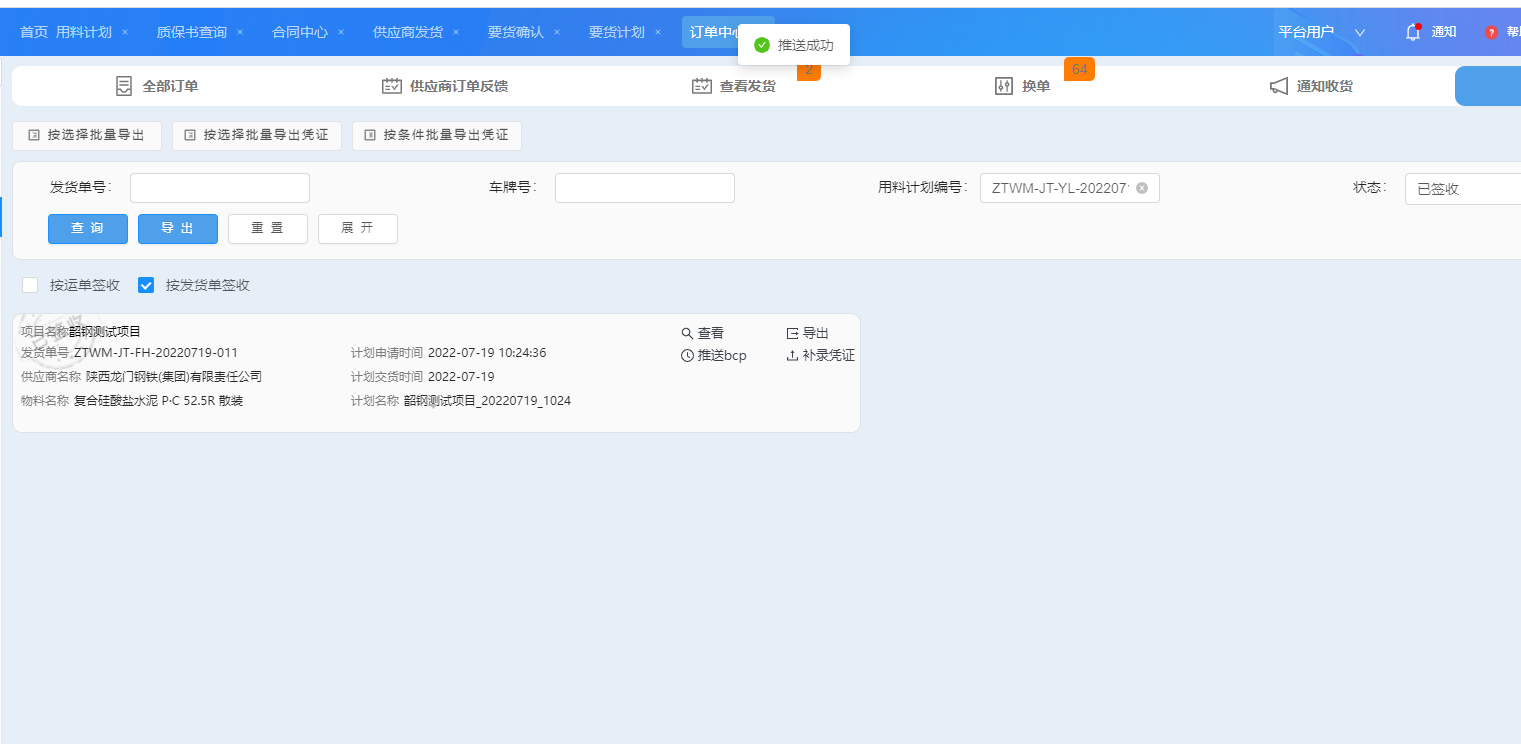 首页 用料计划 × 质保书查询 × 合同中心 × 供应商发货 × 要货确认 × 要货计划 × 订单中心 平台用户 通知
推送成功
全部订单 供应商订单反馈 查看发货 2 换单 64 通知收货
按选择批量导出 按选择批量导出凭证 按条件批量导出凭证
发货单号: 车牌号: 用料计划编号: ZTWM-JT-YL-202207 状态: 已签收
查 询 导 出 重 置 展 开
按运单签收 按发货单签收
项目名称韶钢测试项目 查看 导出
发货单号 ZTWM-JT-FH-20220719-011 计划申请时间 2022-07-19 10:24:36 推送bcp 补录凭证
供应商名称 陕西龙门钢铁(集团)有限责任公司 计划交货时间 2022-07-19
物料名称 复合硅酸盐水泥 P·C 52.5R 散装 计划名称 韶钢测试项目_20220719_1024